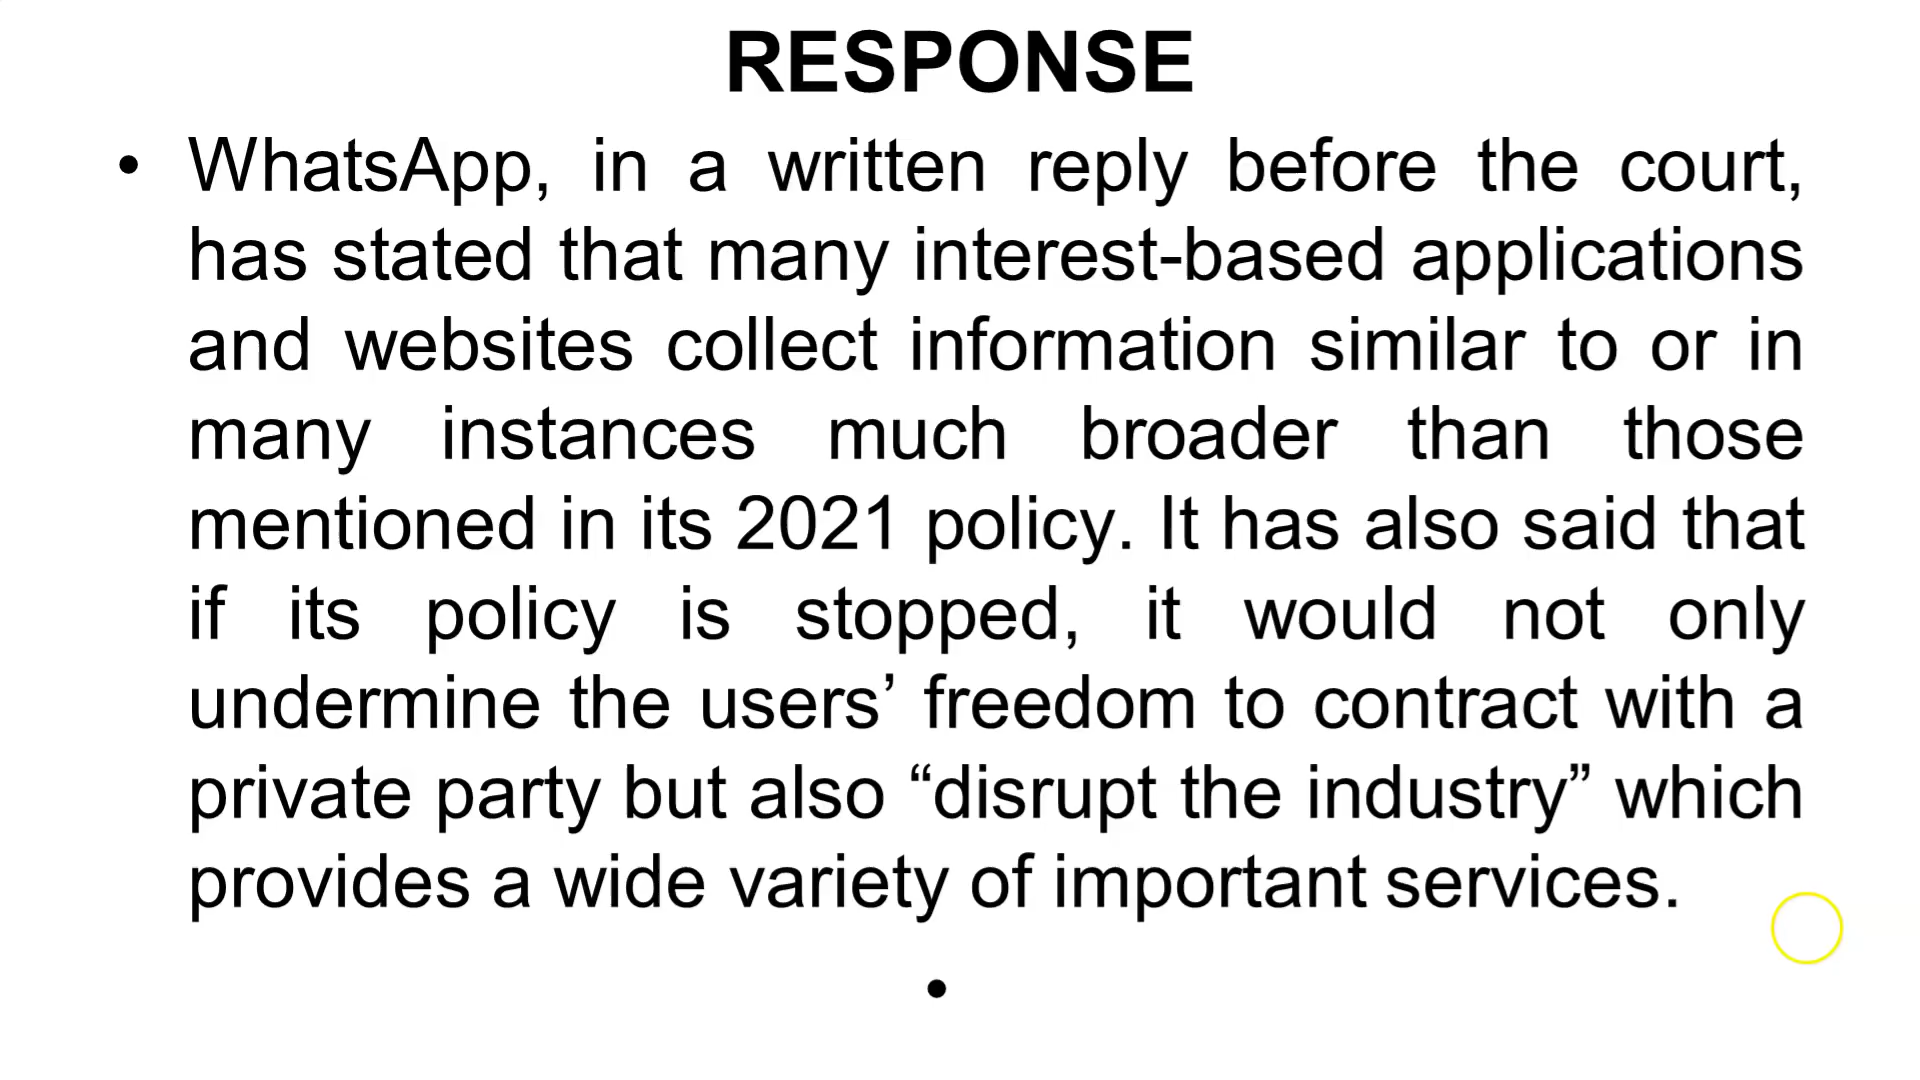 RESPONSE
• WhatsApp, in a written reply before the court,
has stated that many interest-based applications
and websites collect information similar to or in
many instances much broader than those
mentioned in its 2021 policy. It has also said that
if its policy is stopped, it would not only
undermine the users’ freedom to contract with a
private party but also “disrupt the industry” which
provides a wide variety of important services.
•